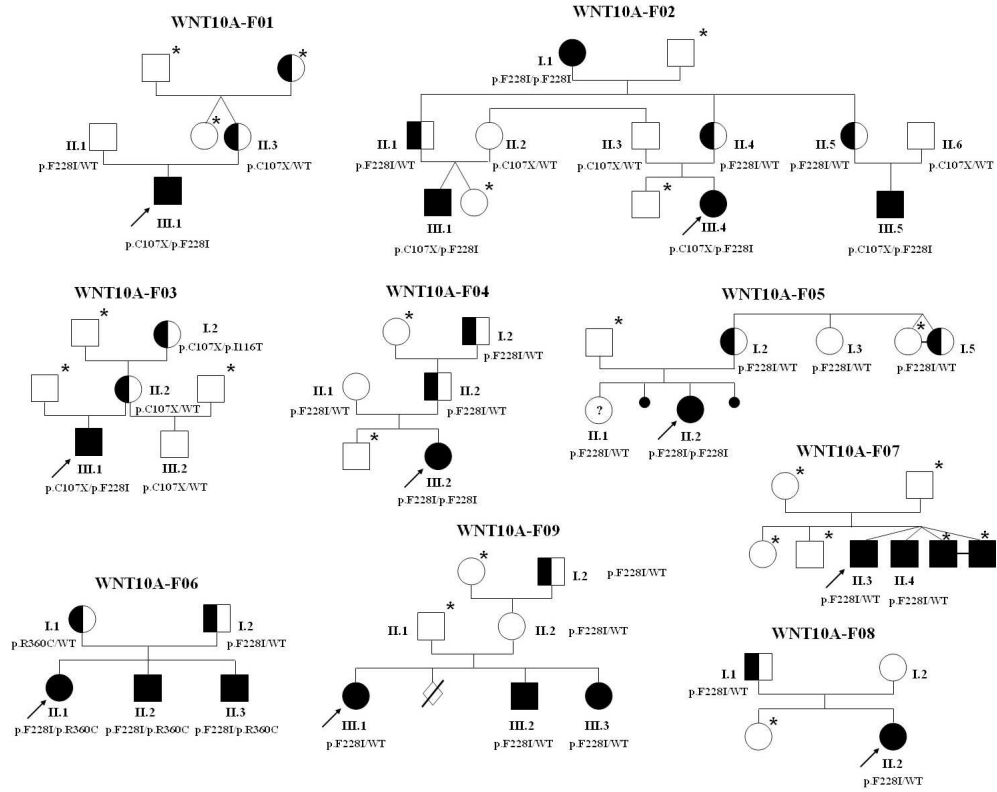 WNT10A-F01
*
*
II.1
p.F228I/WT
*
II.3
p.C107X/WT
III.1
p.C107X/p.F228I
WNT10A-F02
I.1
p.F228I/p.F228I
*
II.1
p.F228I/WT
II.2
p.C107X/WT
II.3
p.C107X/WT
II.4
p.F228I/WT
II.5
p.F228I/WT
II.6
p.C107X/WT
III.1
p.C107X/p.F228I
*
*
III.4
p.C107X/p.F228I
III.5
p.C107X/p.F228I
WNT10A-F03
*
I.2
p.C107X/p.I116T
*
II.2
p.C107X/WT
*
III.1
p.C107X/p.F228I
III.2
p.C107X/WT
WNT10A-F04
*
I.2
p.F228I/WT
II.1
p.F228I/WT
II.2
p.F228I/WT
*
III.2
p.F228I/p.F228I
WNT10A-F05
*
I.2
p.F228I/WT
I.3
p.F228I/WT
*
I.5
p.F228I/WT
?
II.1
p.F228I/WT
II.2
p.F228I/p.F228I
WNT10A-F07
*
*
*
*
*
*
II.3
p.F228I/WT
II.4
p.F228I/WT
WNT10A-F06
I.1
p.R360C/WT
I.2
p.F228I/WT
II.1
p.F228I/p.R360C
II.2
p.F228I/p.R360C
II.3
p.F228I/p.R360C
WNT10A-F09
*
I.2
p.F228I/WT
II.1
*
II.2
p.F228I/WT
III.1
p.F228I/WT
III.2
p.F228I/WT
III.3
p.F228I/WT
WNT10A-F08
I.1
p.F228I/WT
I.2
*
II.2
p.F228I/WT